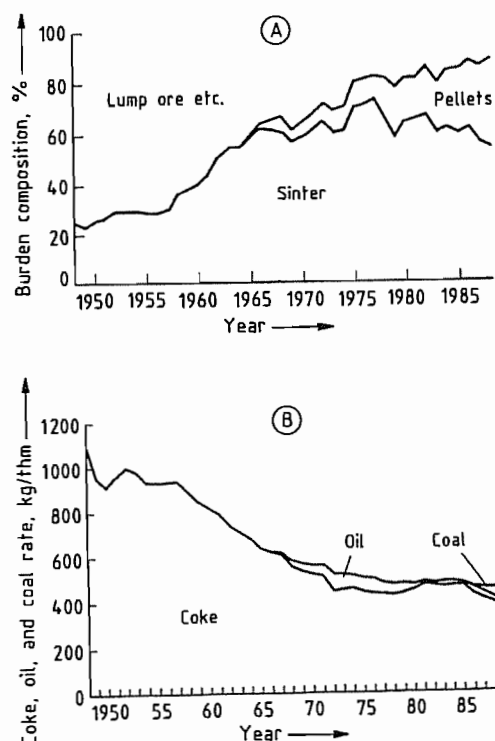 A
Burden composition, %
100
80
60
40
20
0
Lump ore etc.
Pellets
Sinter
1950 1955 1960 1965 1970 1975 1980 1985
Year
B
Coke, oil, and coal rate, kg/thm
1200
1000
800
600
400
200
0
Oil
Coal
Coke
1950 55 60 65 70 75 80 85
Year